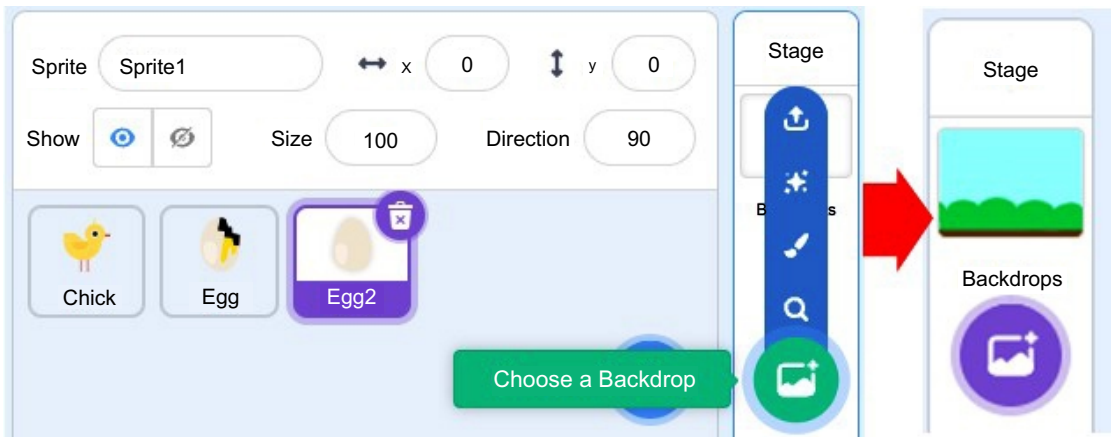 Sprite Sprite1 x 0 y 0
Show Size 100 Direction 90
Chick Egg Egg2
Choose a Backdrop
Stage
B s
Stage
Backdrops